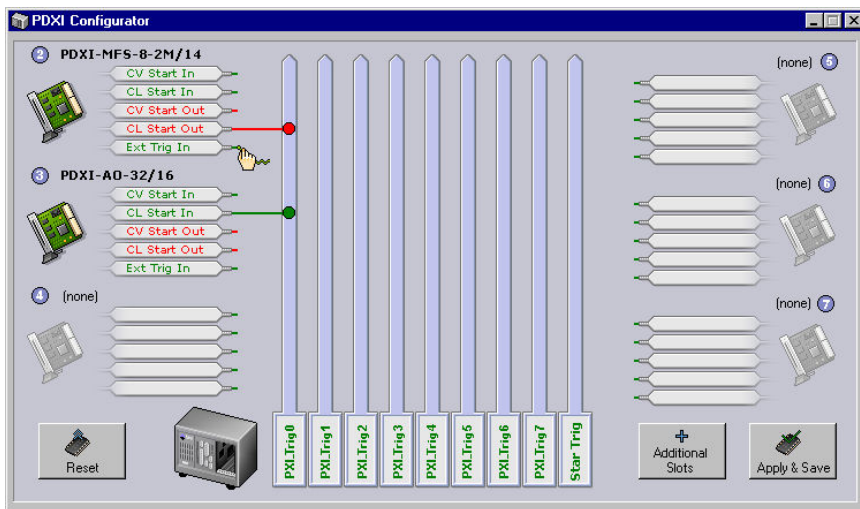 PDXI Configurator
2 PDXI-MFS-8-2M/14
CV Start In
CL Start In
CV Start Out
CL Start Out
Ext Trig In
3 PDXI-AO-32/16
CV Start In
CL Start In
CV Start Out
CL Start Out
Ext Trig In
4 (none)
(none) 5
(none) 6
(none) 7
Reset
PXI.Trig0
PXI.Trig1
PXI.Trig2
PXI.Trig3
PXI.Trig4
PXI.Trig5
PXI.Trig6
PXI.Trig7
Star Trig
Additional
Slots
Apply & Save